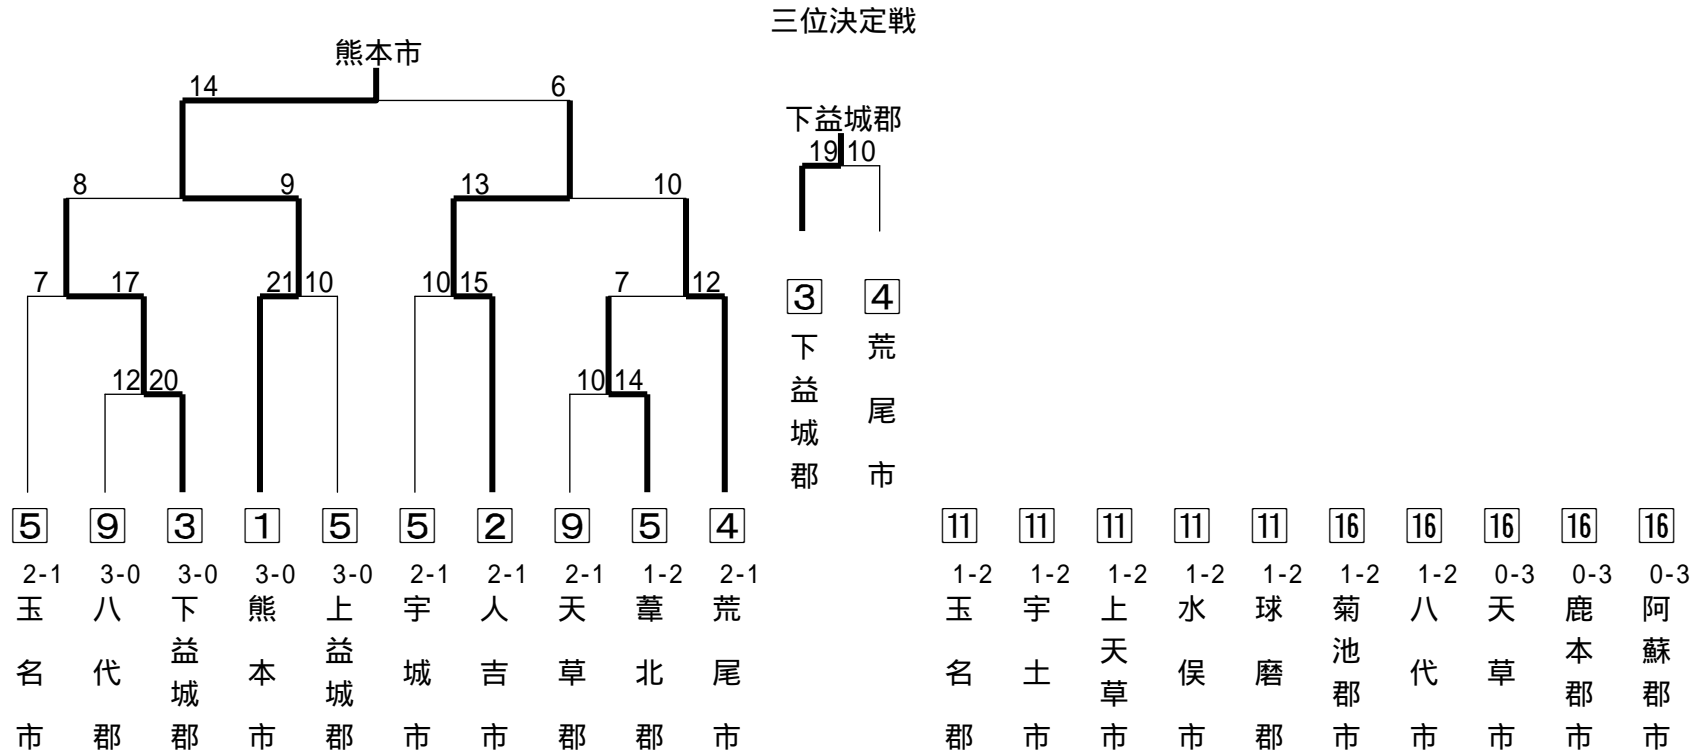 三位決定戦
熊本市
14 6
下益城郡
19 10
8 9 13 10
7 17 21 10 10 15 7 12
3 4
下益城郡
荒尾市
12 20 10 14
5 9 3 1 5 5 2 9 5 4 11 11 11 11 11 16 16 16 16 16
2-1 3-0 3-0 3-0 3-0 2-1 2-1 2-1 1-2 2-1 1-2 1-2 1-2 1-2 1-2 1-2 1-2 0-3 0-3 0-3
玉名市
八代郡
下益城郡
熊本市
上益城郡
宇城市
人吉市
天草郡
葦北郡
荒尾市
玉名郡
宇土市
上天草市
水俣市
球磨郡
菊池郡市
八代市
天草市
鹿本郡市
阿蘇郡市